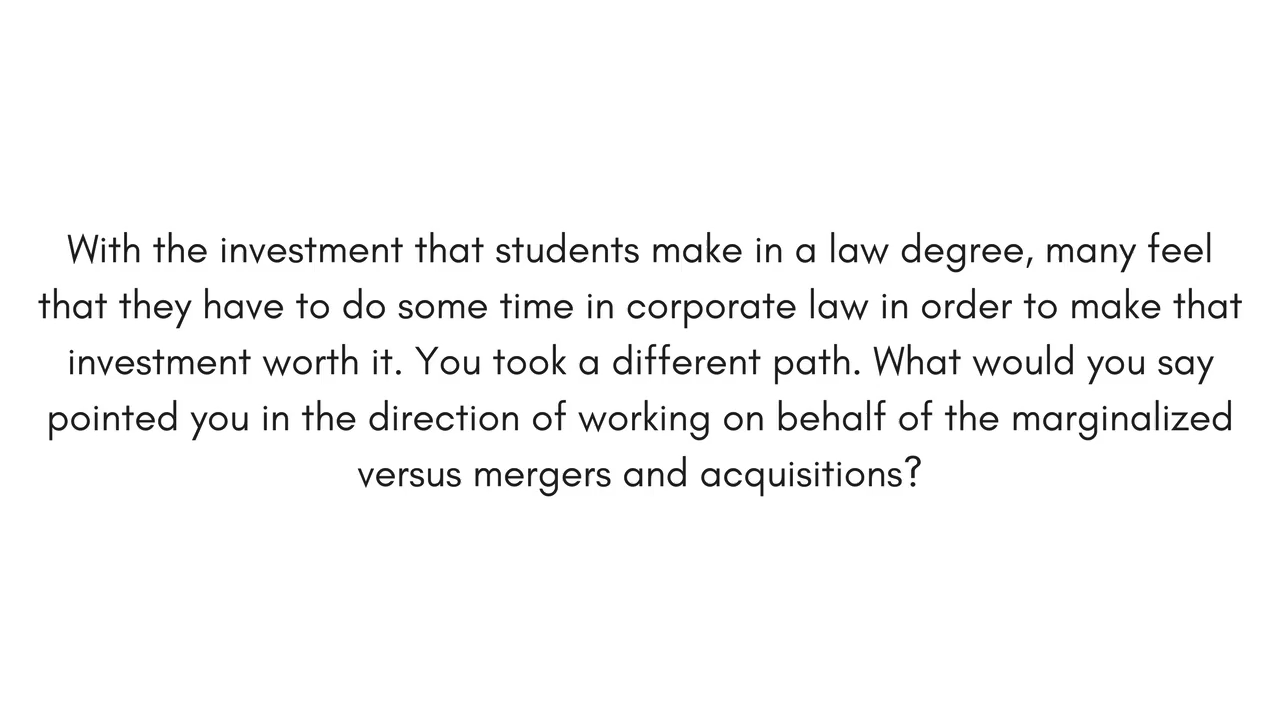 With the investment that students make in a law degree, many feel
that they have to do some time in corporate law in order to make that
investment worth it. You took a different path. What would you say
pointed you in the direction of working on behalf of the marginalized
versus mergers and acquisitions?